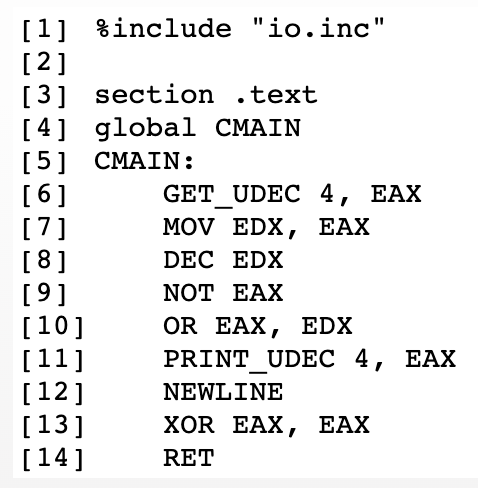 [1] %include "io.inc"
[2]
[3] section .text
[4] global CMAIN
[5] CMAIN:
[6]     GET_UDEC 4, EAX
[7]     MOV EDX, EAX
[8]     DEC EDX
[9]     NOT EAX
[10]    OR EAX, EDX
[11]    PRINT_UDEC 4, EAX
[12]    NEWLINE
[13]    XOR EAX, EAX
[14]    RET